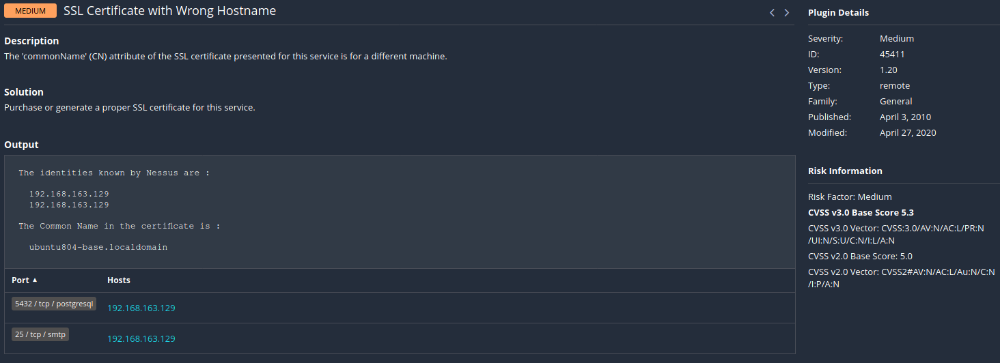 MEDIUM SSL Certificate with Wrong Hostname
Description
The 'commonName' (CN) attribute of the SSL certificate presented for this service is for a different machine.
Solution
Purchase or generate a proper SSL certificate for this service.
Output
The identities known by Nessus are :
192.168.163.129
192.168.163.129
The Common Name in the certificate is :
ubuntu804-base.localdomain
Port ▲ Hosts
5432 / tcp / postgresql 192.168.163.129
25 / tcp / smtp 192.168.163.129
Plugin Details
Severity: Medium
ID: 45411
Version: 1.20
Type: remote
Family: General
Published: April 3, 2010
Modified: April 27, 2020
Risk Information
Risk Factor: Medium
CVSS v3.0 Base Score 5.3
CVSS v3.0 Vector: CVSS:3.0/AV:N/AC:L/PR:N
/UI:N/S:U/C:N/I:L/A:N
CVSS v2.0 Base Score: 5.0
CVSS v2.0 Vector: CVSS2#AV:N/AC:L/Au:N/C:N
/I:P/A:N